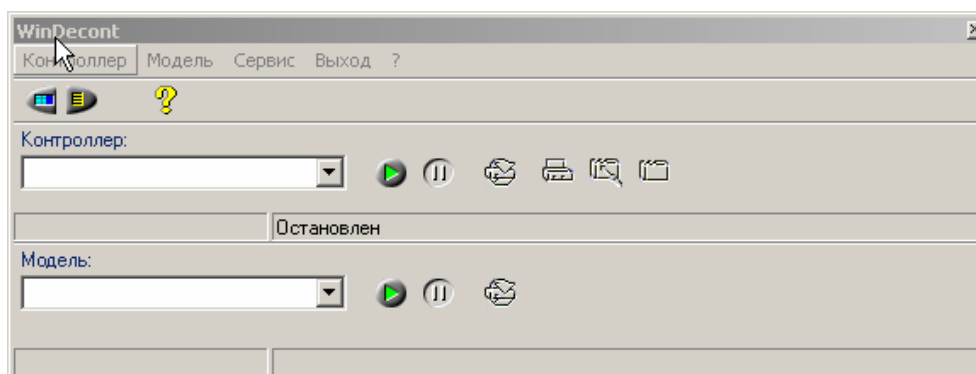 WinDecont
Контроллер Модель Сервис Выход ?
Контроллер:
Остановлен
Модель: